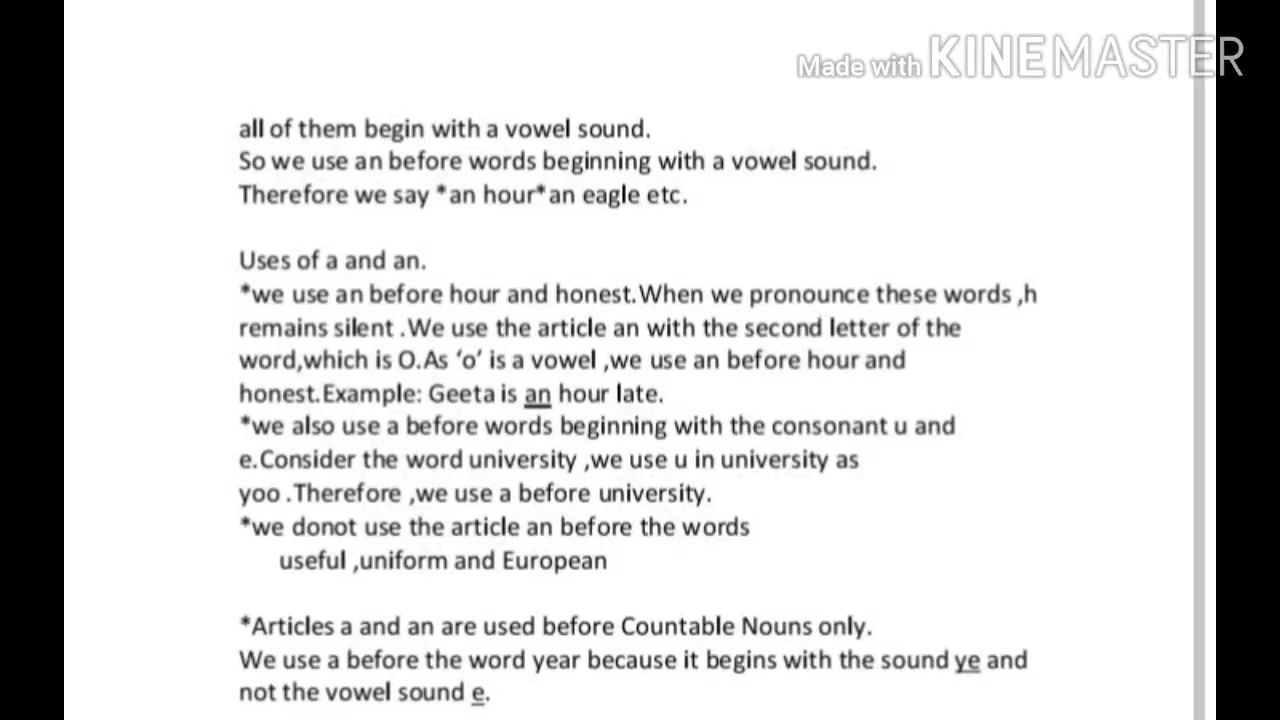 Made with KINEMASTER
all of them begin with a vowel sound.
So we use an before words beginning with a vowel sound.
Therefore we say *an hour*an eagle etc.
Uses of a and an.
*we use an before hour and honest.When we pronounce these words ,h
remains silent .We use the article an with the second letter of the
word,which is O.As ‘o’ is a vowel ,we use an before hour and
honest.Example: Geeta is an hour late.
*we also use a before words beginning with the consonant u and
e.Consider the word university ,we use u in university as
yoo .Therefore ,we use a before university.
*we donot use the article an before the words
useful ,uniform and European
*Articles a and an are used before Countable Nouns only.
We use a before the word year because it begins with the sound ye and
not the vowel sound e.